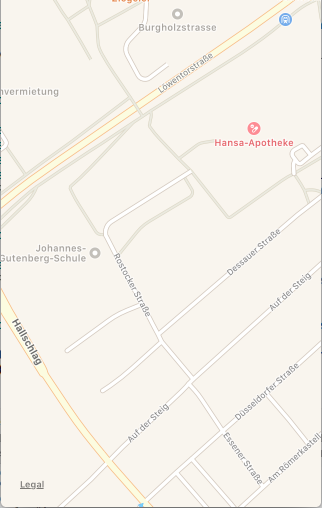 Ziegler
Burgholzstrasse
Löwentorstraße
nvermietung
Hansa-Apotheke
Johannes-
Gutenberg-Schule
Rostocker Straße
Dessauer Straße
Auf der Steig
Hallschlag
Düsseldorfer Straße
Auf der Steig
Essener Straße
Am Römerkastell
Legal